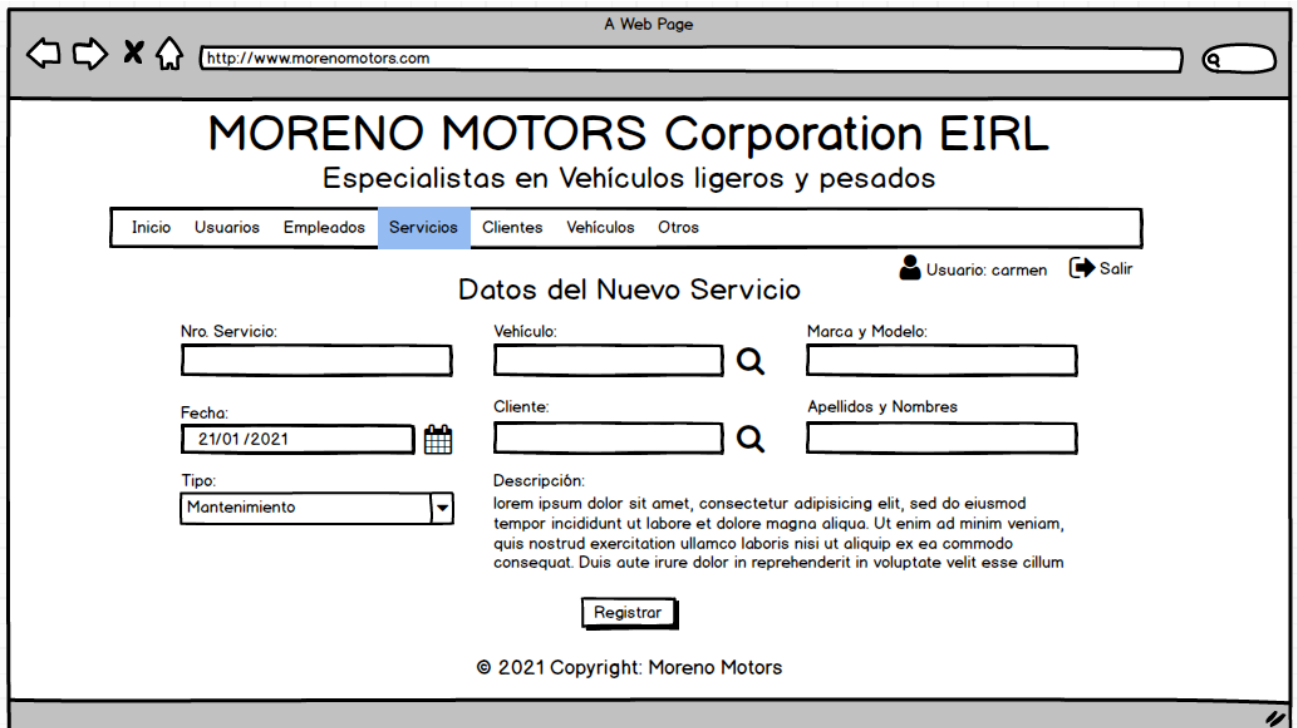 A Web Page
http://www.morenomotors.com
MORENO MOTORS Corporation EIRL
Especialistas en Vehículos ligeros y pesados
Inicio Usuarios Empleados Servicios Clientes Vehículos Otros
Usuario: carmen Salir
Datos del Nuevo Servicio
Nro. Servicio: Vehículo: Marca y Modelo:
Fecha: Cliente: Apellidos y Nombres
21/01/2021
Tipo: Descripción:
Mantenimiento
lorem ipsum dolor sit amet, consectetur adipisicing elit, sed do eiusmod
tempor incididunt ut labore et dolore magna aliqua. Ut enim ad minim veniam,
quis nostrud exercitation ullamco laboris nisi ut aliquip ex ea commodo
consequat. Duis aute irure dolor in reprehenderit in voluptate velit esse cillum
Registrar
© 2021 Copyright: Moreno Motors